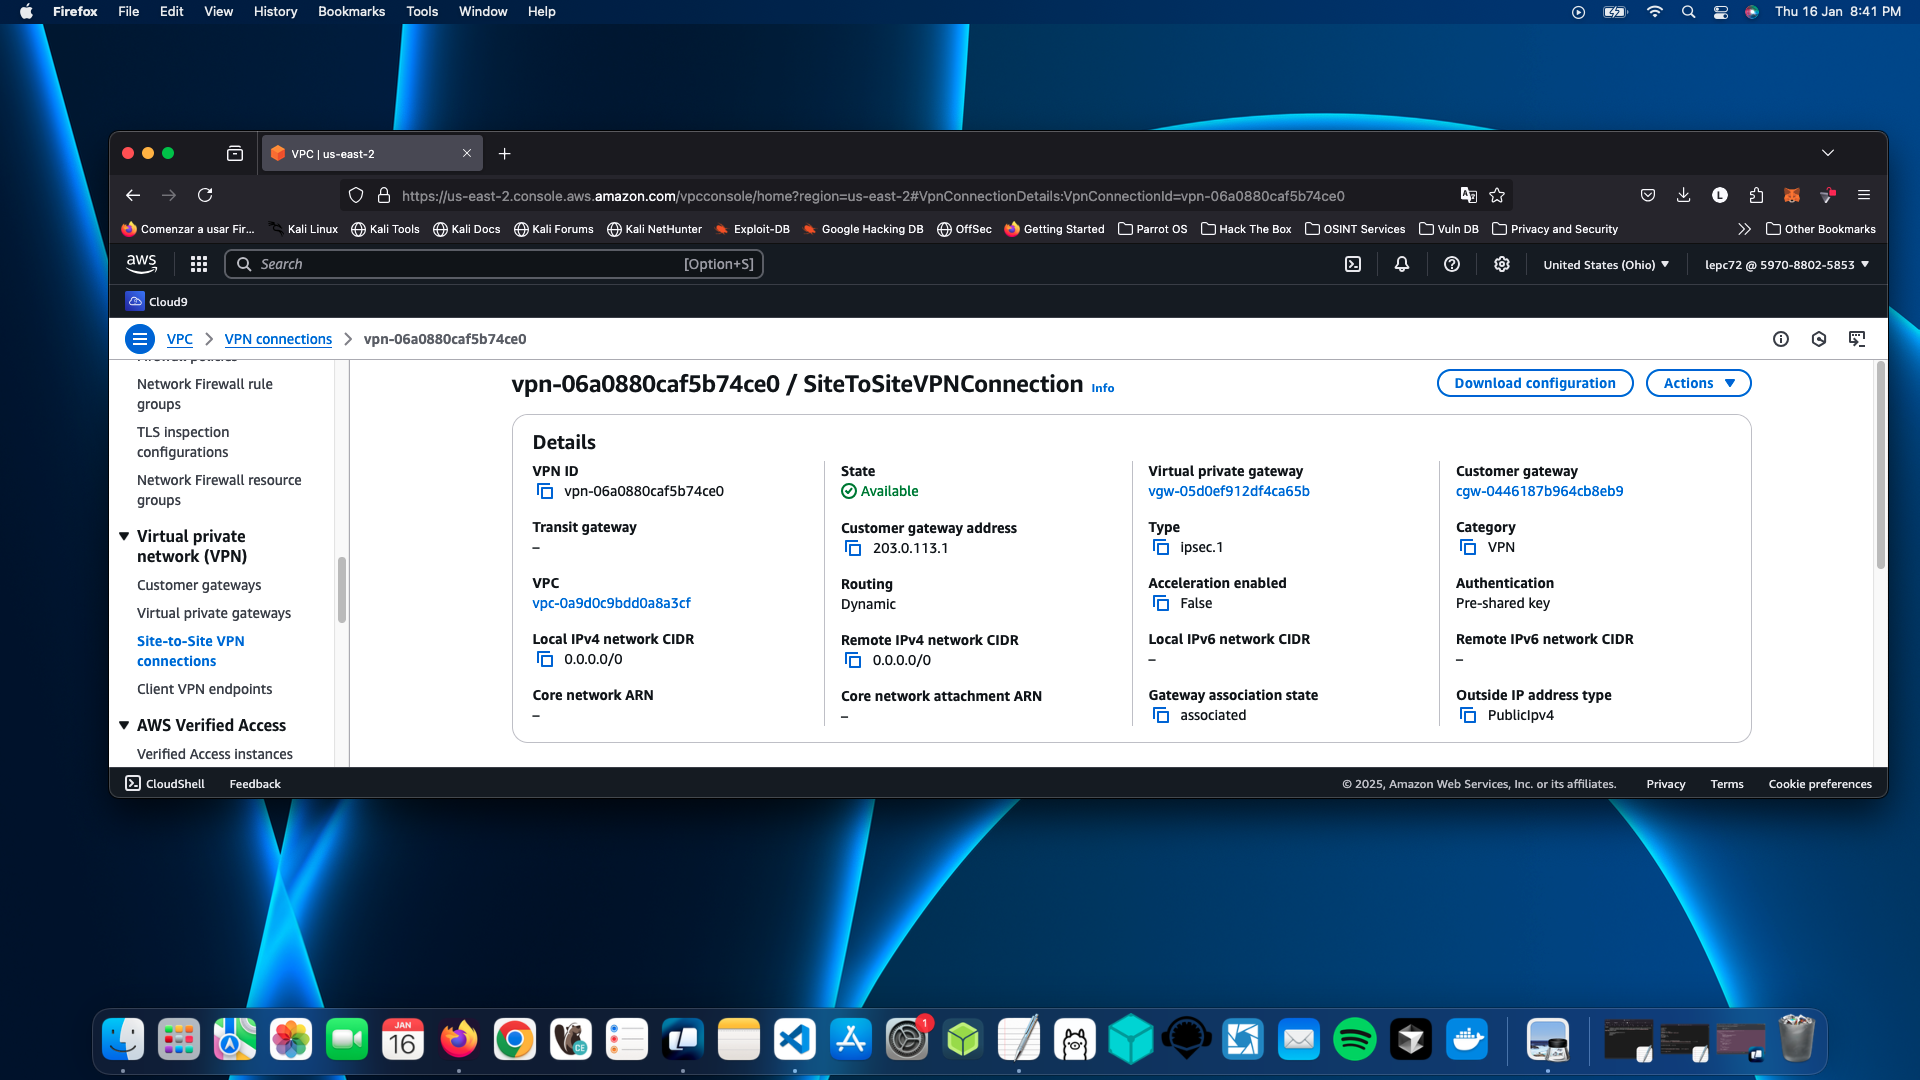 Firefox File Edit View History Bookmarks Tools Window Help Thu 16 Jan 8:41 PM
VPC | us-east-2
https://us-east-2.console.aws.amazon.com/vpcconsole/home?region=us-east-2#VpnConnectionDetails:VpnConnectionId=vpn-06a0880caf5b74ce0
Comenzar a usar Fir... Kali Linux Kali Tools Kali Docs Kali Forums Kali NetHunter Exploit-DB Google Hacking DB OffSec Getting Started Parrot OS Hack The Box OSINT Services Vuln DB Privacy and Security Other Bookmarks
aws Search [Option+S] United States (Ohio) lepc72 @ 5970-8802-5853
Cloud9
VPC VPN connections vpn-06a0880caf5b74ce0
Network Firewall rule
groups
TLS inspection
configurations
Network Firewall resource
groups
Virtual private
network (VPN)
Customer gateways
Virtual private gateways
Site-to-Site VPN
connections
Client VPN endpoints
AWS Verified Access
Verified Access instances
vpn-06a0880caf5b74ce0 / SiteToSiteVPNConnection Info
Download configuration Actions
Details
VPN ID
vpn-06a0880caf5b74ce0
State
Available
Virtual private gateway
vgw-05d0ef912df4ca65b
Customer gateway
cgw-0446187b964cb8eb9
Transit gateway
–
Customer gateway address
203.0.113.1
Type
ipsec.1
Category
VPN
VPC
vpc-0a9d0c9bdd0a8a3cf
Routing
Dynamic
Acceleration enabled
False
Authentication
Pre-shared key
Local IPv4 network CIDR
0.0.0.0/0
Remote IPv4 network CIDR
0.0.0.0/0
Local IPv6 network CIDR
–
Remote IPv6 network CIDR
–
Core network ARN
–
Core network attachment ARN
–
Gateway association state
associated
Outside IP address type
PublicIpv4
CloudShell Feedback © 2025, Amazon Web Services, Inc. or its affiliates. Privacy Terms Cookie preferences
JAN
16
CE
1